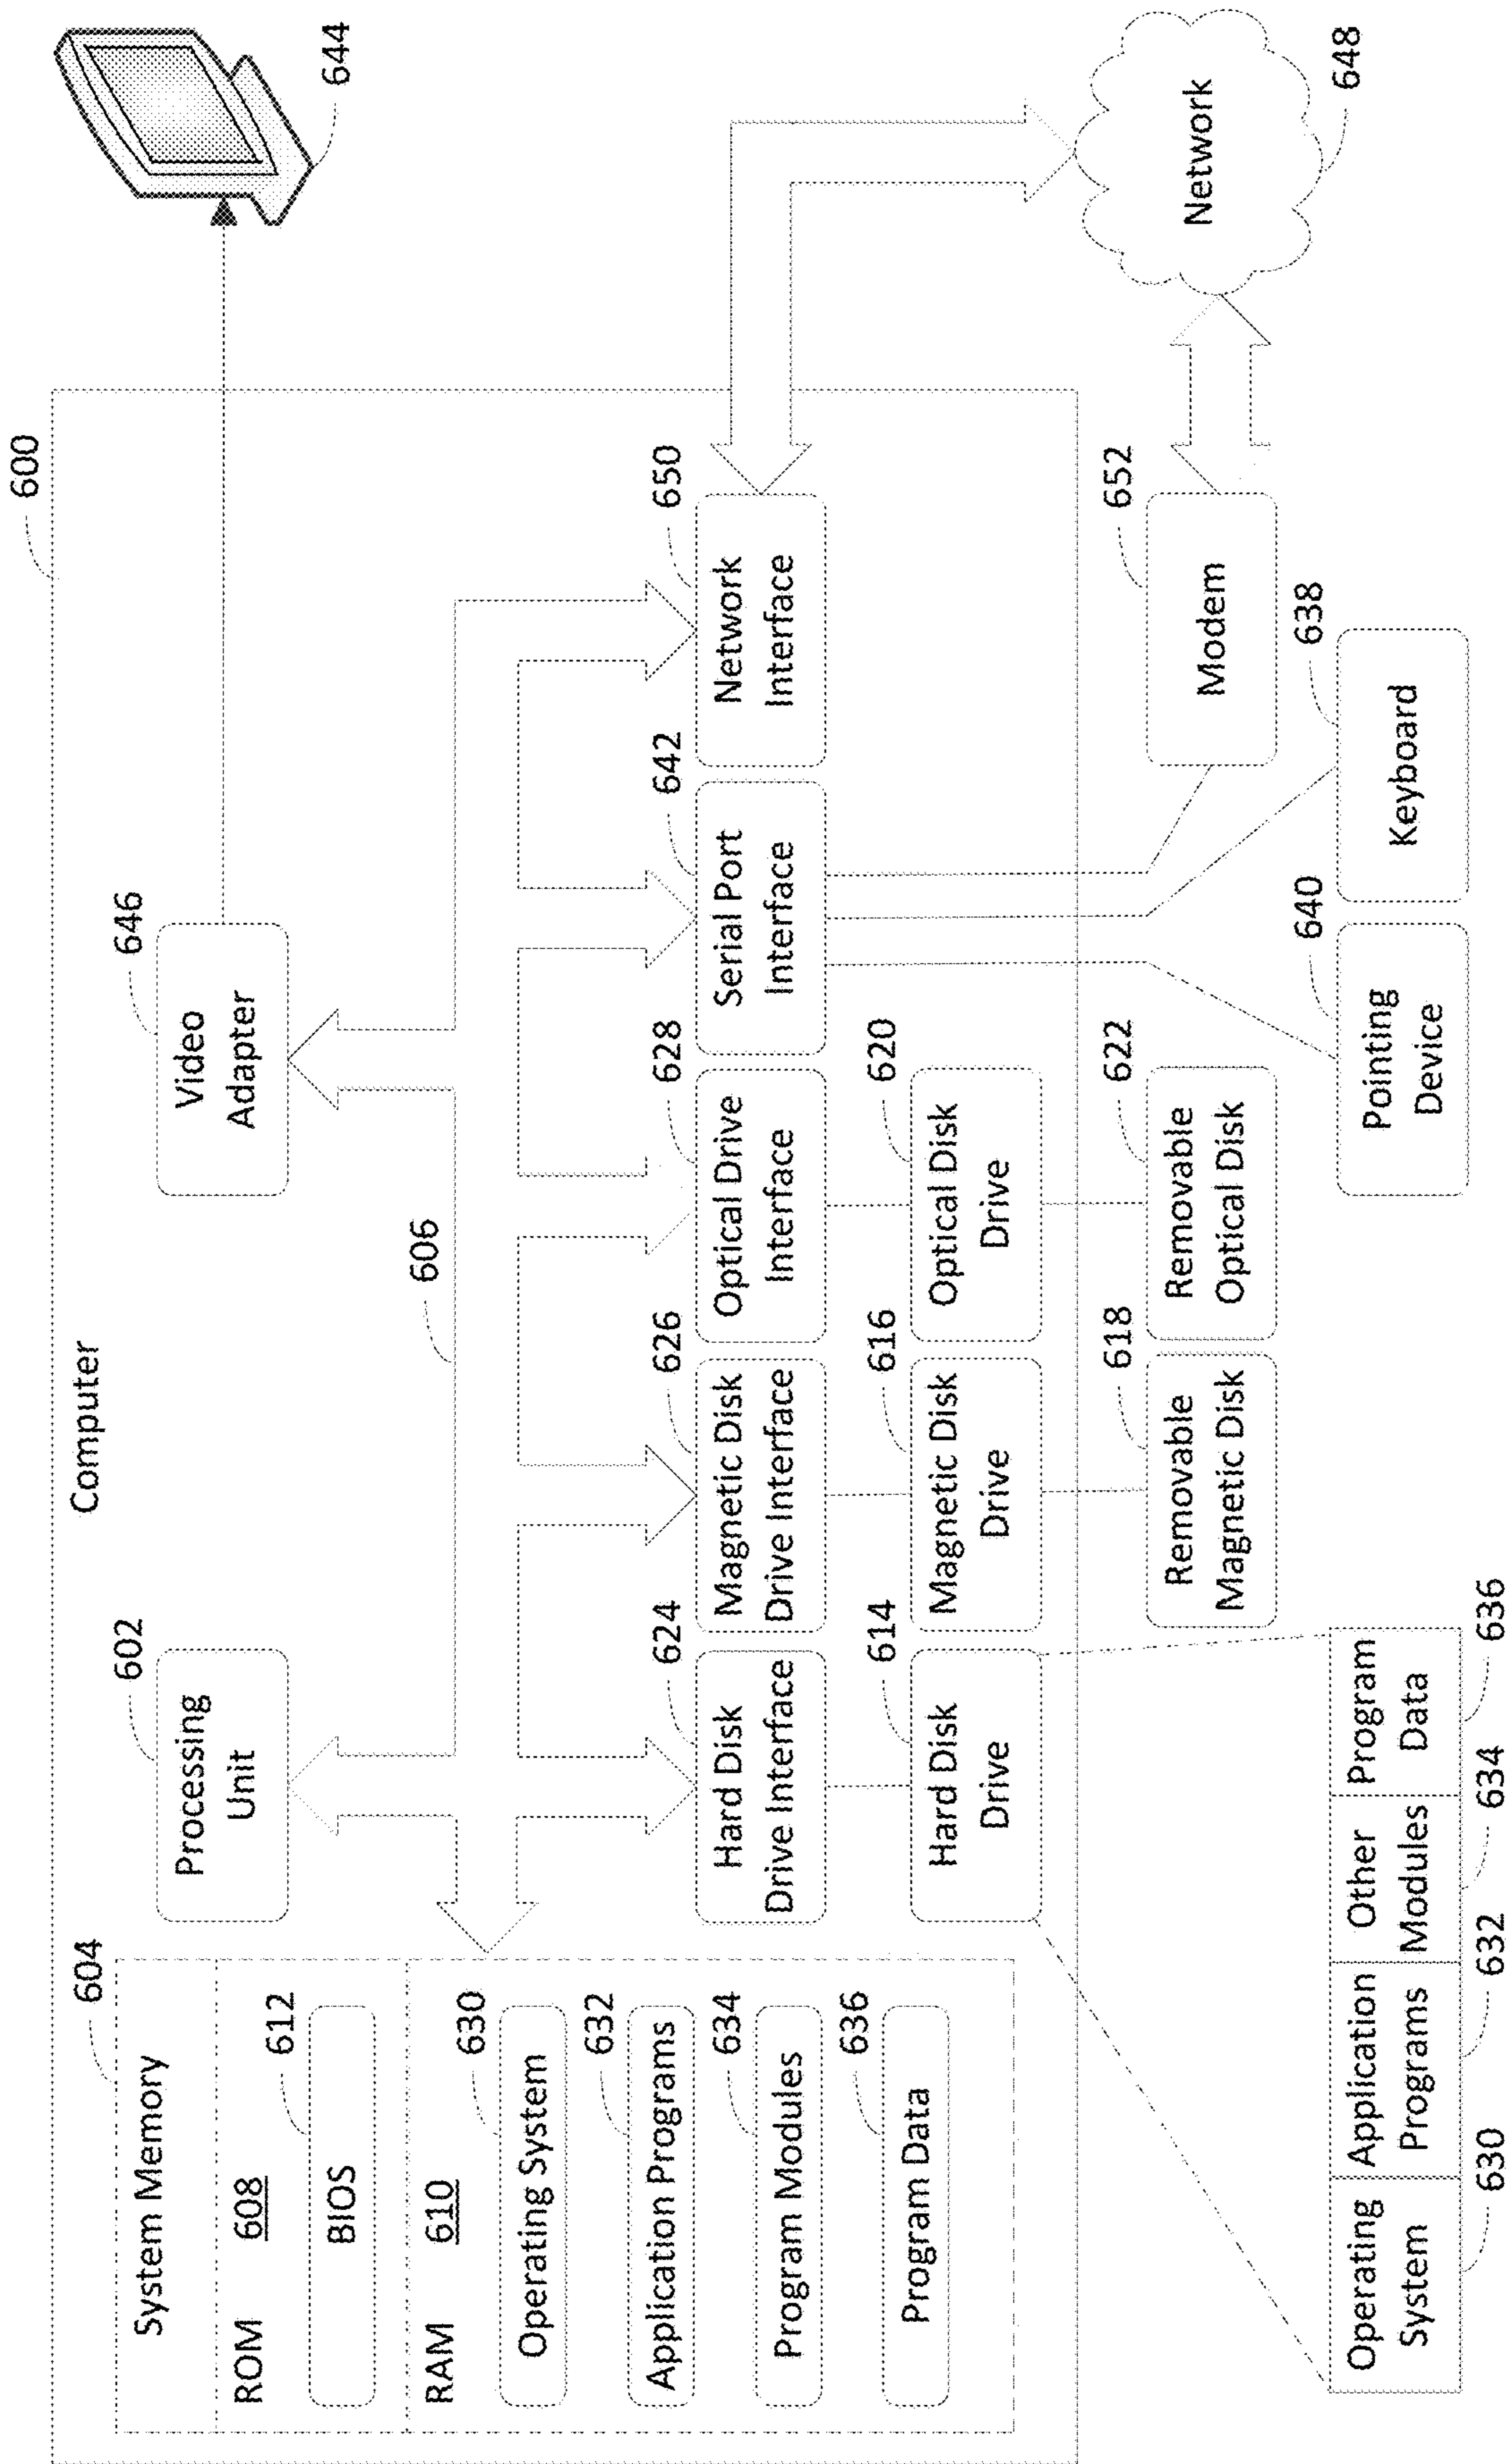 600
Computer
604
System Memory
ROM 608
612
BIOS
RAM 610
630
Operating System
632
Application Programs
634
Program Modules
636
Program Data
602
Processing
Unit
646
Video
Adapter
644
606
624
Hard Disk
Drive Interface
626
Magnetic Disk
Drive Interface
628
Optical Drive
Interface
642
Serial Port
Interface
650
Network
Interface
614
Hard Disk
Drive
616
Magnetic Disk
Drive
620
Optical Disk
Drive
618
Removable
Magnetic Disk
622
Removable
Optical Disk
652
Modem
Network
648
640
Pointing
Device
638
Keyboard
Operating
System
Application
Programs
Other
Modules
Program
Data
630
632
634
636